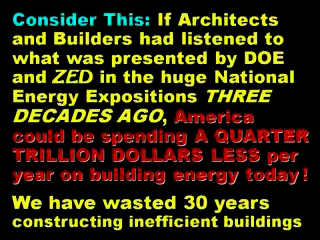 Consider This: If Architects
and Builders had listened to
what was presented by DOE
and ZED in the huge National
Energy Expositions THREE
DECADES AGO, America
could be spending A QUARTER
TRILLION DOLLARS LESS per
year on building energy today!
We have wasted 30 years
constructing inefficient buildings